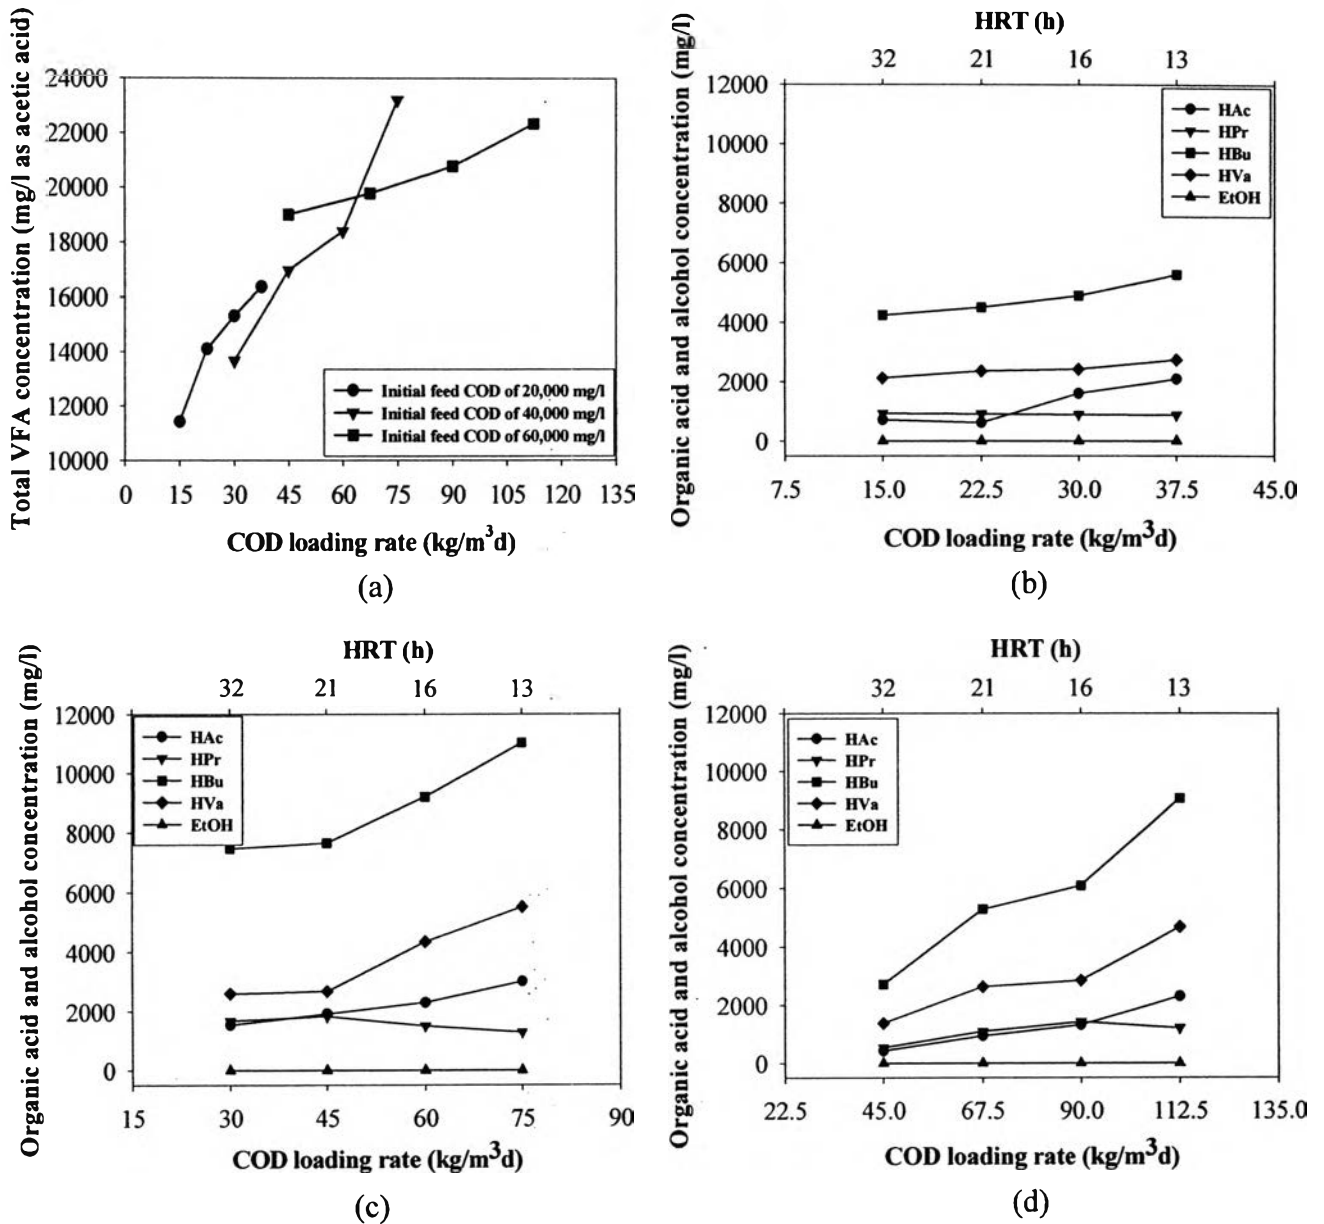 Total VFA concentration (mg/l as acetic acid)
24000
22000
20000
18000
16000
14000
12000
10000
Initial feed COD of 20,000 mg/l
Initial feed COD of 40,000 mg/l
Initial feed COD of 60,000 mg/l
0 15 30 45 60 75 90 105 120 135
COD loading rate (kg/m³d)
(a)
HRT (h)
32 21 16 13
Organic acid and alcohol concentration (mg/l)
12000
10000
8000
6000
4000
2000
0
HAc
HPr
HBu
HVa
EtOH
7.5 15.0 22.5 30.0 37.5 45.0
COD loading rate (kg/m³d)
(b)
HRT (h)
32 21 16 13
Organic acid and alcohol concentration (mg/l)
12000
10000
8000
6000
4000
2000
0
HAc
HPr
HBu
HVa
EtOH
15 30 45 60 75 90
COD loading rate (kg/m³d)
(c)
HRT (h)
32 21 16 13
Organic acid and alcohol concentration (mg/l)
12000
10000
8000
6000
4000
2000
0
HAc
HPr
HBu
HVa
EtOH
22.5 45.0 67.5 90.0 112.5 135.0
COD loading rate (kg/m³d)
(d)